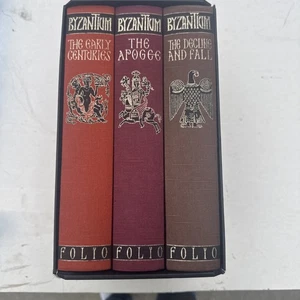 BYZANTIUM
THE EARLY
CENTURIES
FOLIO
BYZANTIUM
THE
APOGEE
FOLIO
BYZANTIUM
THE DECLINE
AND FALL
FOLIO